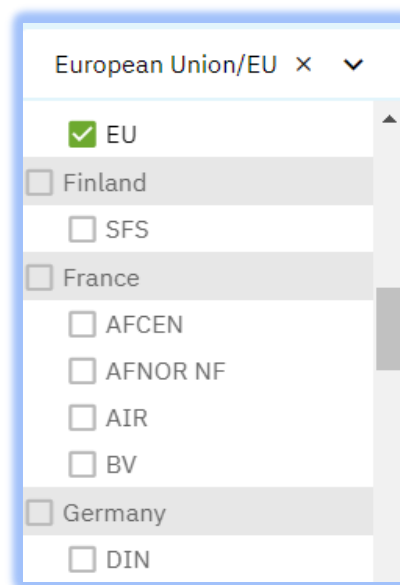 European Union/EU ×
EU
Finland
SFS
France
AFCEN
AFNOR NF
AIR
BV
Germany
DIN